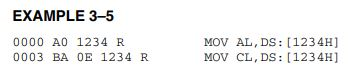 EXAMPLE 3–5
0000 A0 1234 R MOV AL,DS:[1234H]
0003 BA 0E 1234 R MOV CL,DS:[1234H]